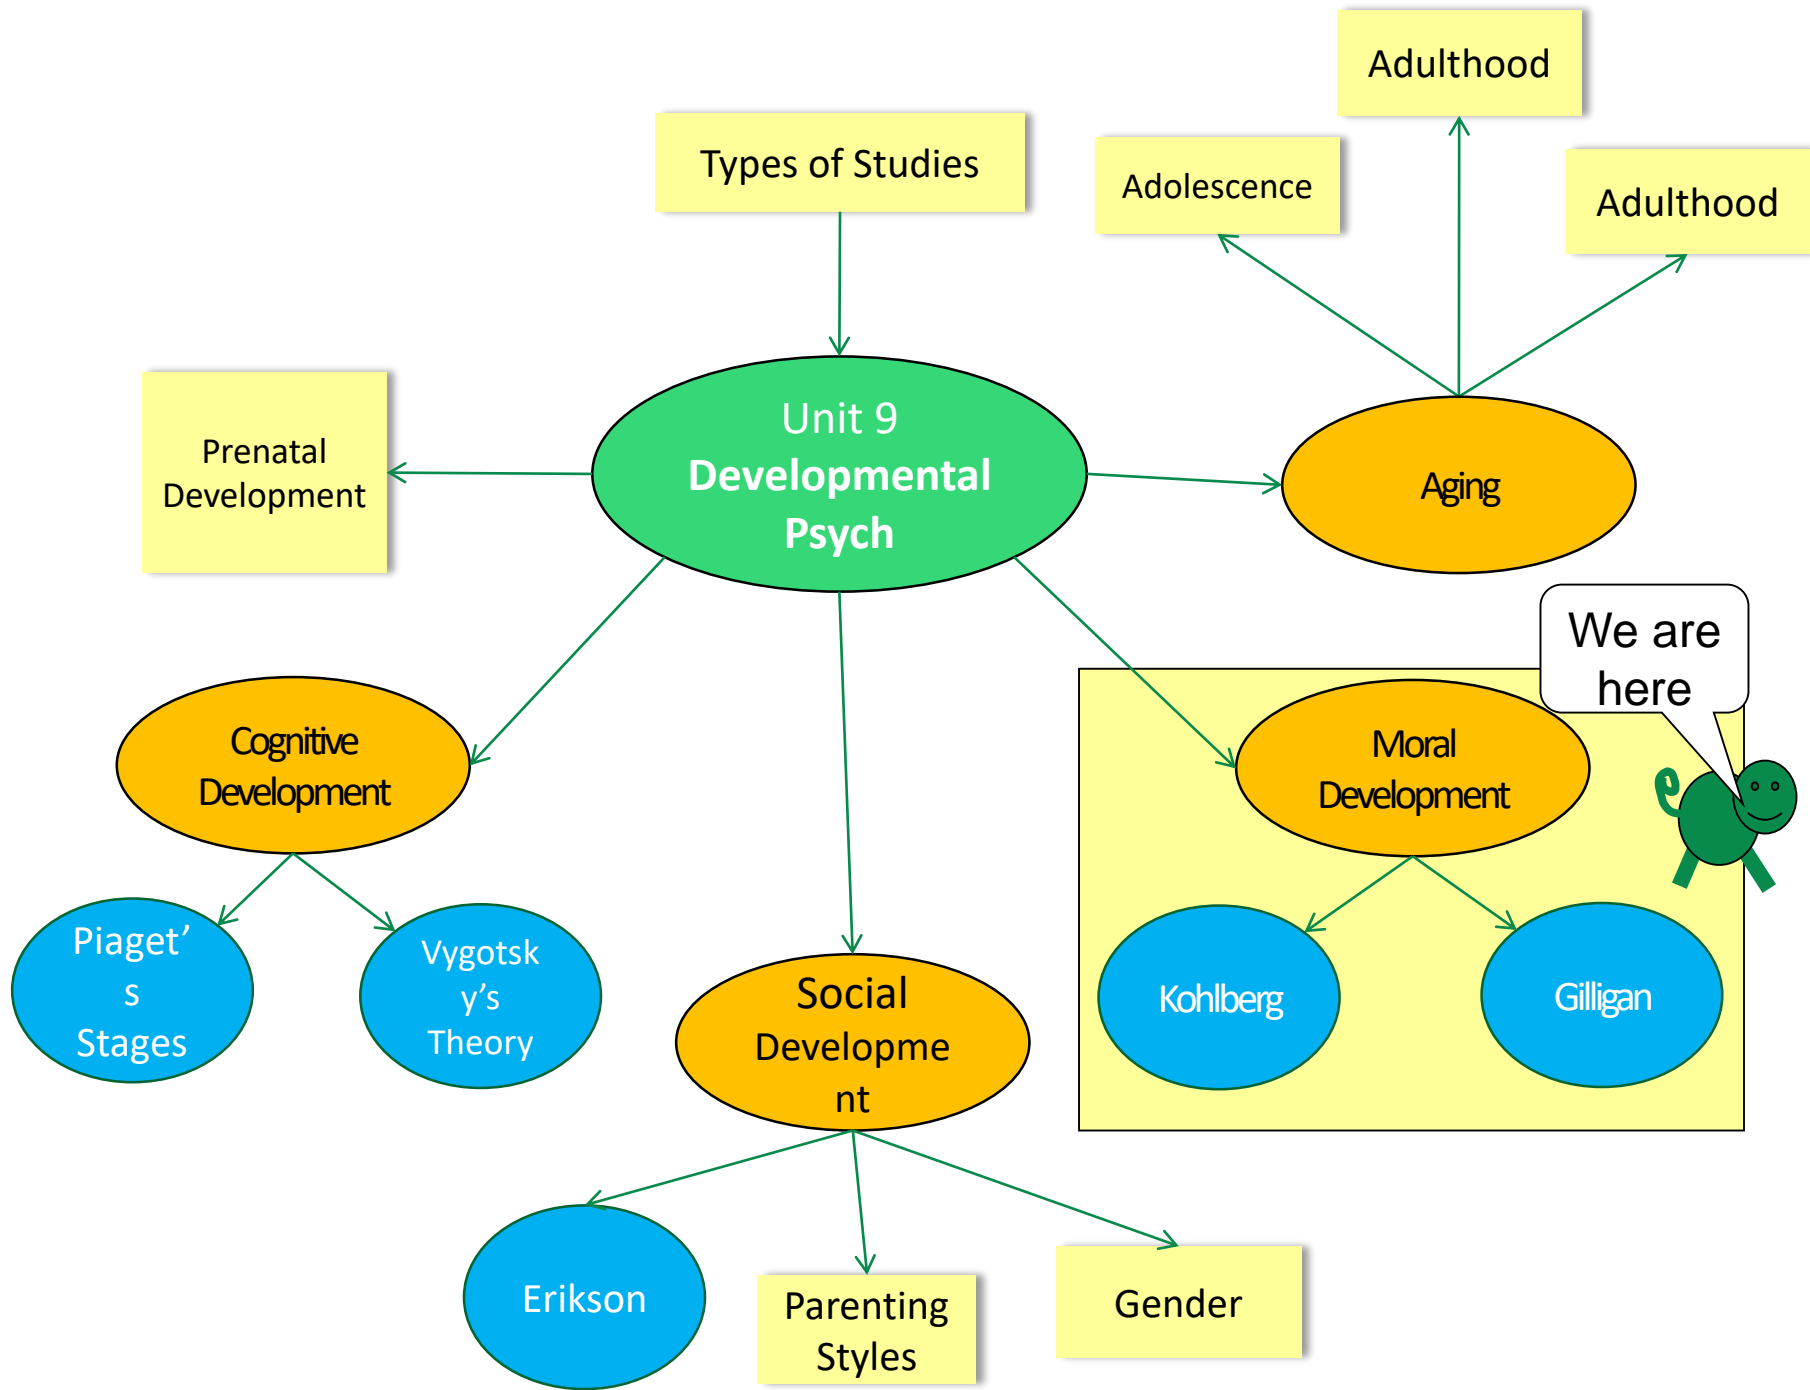 Adulthood
Types of Studies
Adolescence
Adulthood
Unit 9
Developmental
Psych
Prenatal
Development
Aging
We are
here
Cognitive
Development
Moral
Development
Piaget’
s
Stages
Vygotsk
y’s
Theory
Social
Developme
nt
Kohlberg
Gilligan
Erikson
Parenting
Styles
Gender